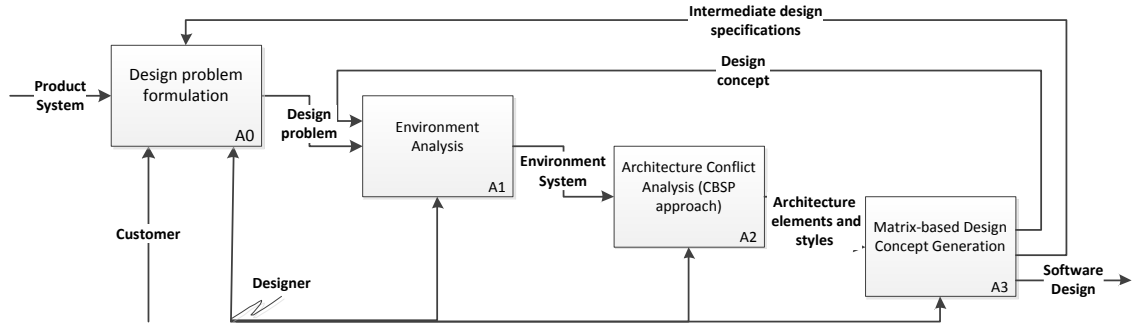 Intermediate design
specifications
Design
concept
Product
System
Design problem
formulation
A0
Design
problem
Environment
Analysis
A1
Environment
System
Architecture Conflict
Analysis (CBSP
approach)
A2
Architecture
elements and
styles
Matrix-based Design
Concept Generation
A3
Software
Design
Customer
Designer